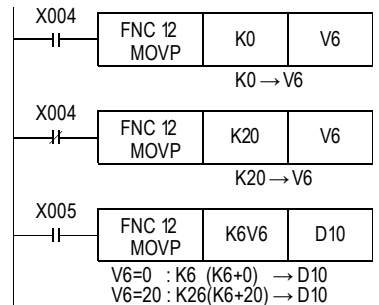 X004
FNC 12 MOVP K0 V6
K0 → V6
X004
FNC 12 MOVP K20 V6
K20 → V6
X005
FNC 12 MOVP K6V6 D10
V6=0 : K6 (K6+0) → D10
V6=20 : K26(K6+20) → D10